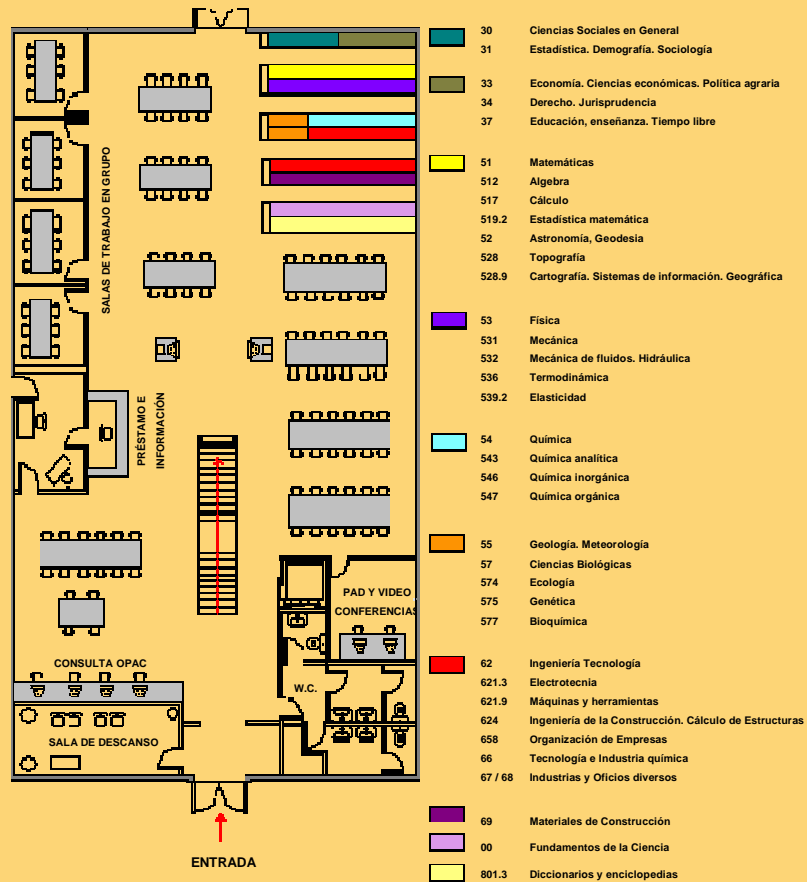 SALAS DE TRABAJO EN GRUPO
PRÉSTAMO E
INFORMACIÓN
PAD Y VIDEO
CONFERENCIAS
CONSULTA OPAC
W.C.
SALA DE DESCANSO
ENTRADA
30 Ciencias Sociales en General
31 Estadística. Demografía. Sociología
33 Economía. Ciencias económicas. Política agraria
34 Derecho. Jurisprudencia
37 Educación, enseñanza. Tiempo libre
51 Matemáticas
512 Algebra
517 Cálculo
519.2 Estadística matemática
52 Astronomía, Geodesia
528 Topografía
528.9 Cartografía. Sistemas de información. Geográfica
53 Física
531 Mecánica
532 Mecánica de fluidos. Hidráulica
536 Termodinámica
539.2 Elasticidad
54 Química
543 Química analítica
546 Química inorgánica
547 Química orgánica
55 Geología. Meteorología
57 Ciencias Biológicas
574 Ecología
575 Genética
577 Bioquímica
62 Ingeniería Tecnología
621.3 Electrotecnia
621.9 Máquinas y herramientas
624 Ingeniería de la Construcción. Cálculo de Estructuras
658 Organización de Empresas
66 Tecnología e Industria química
67 / 68 Industrias y Oficios diversos
69 Materiales de Construcción
00 Fundamentos de la Ciencia
801.3 Diccionarios y enciclopedias